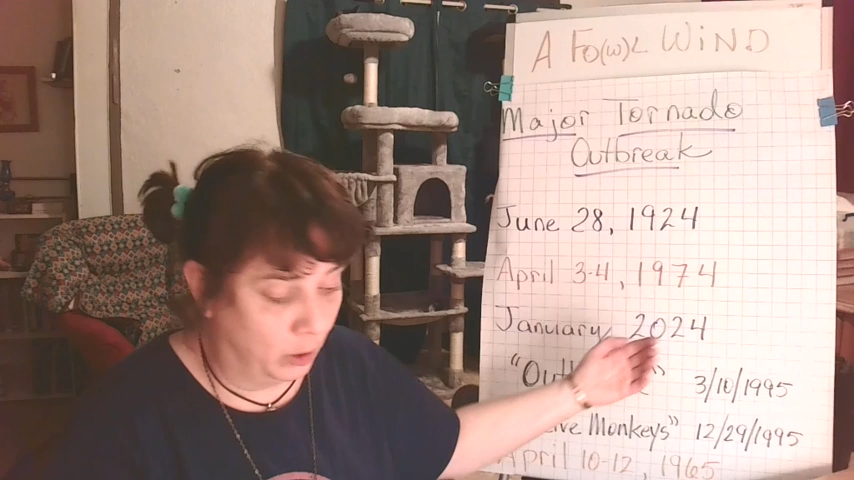 A Fo(w)L WiND
Major Tornado
Outbreak
June 28, 1924
April 3-4, 1974
January 2024
3/10/1995
Monkeys" 12/29/1995
April 10-12, 1965